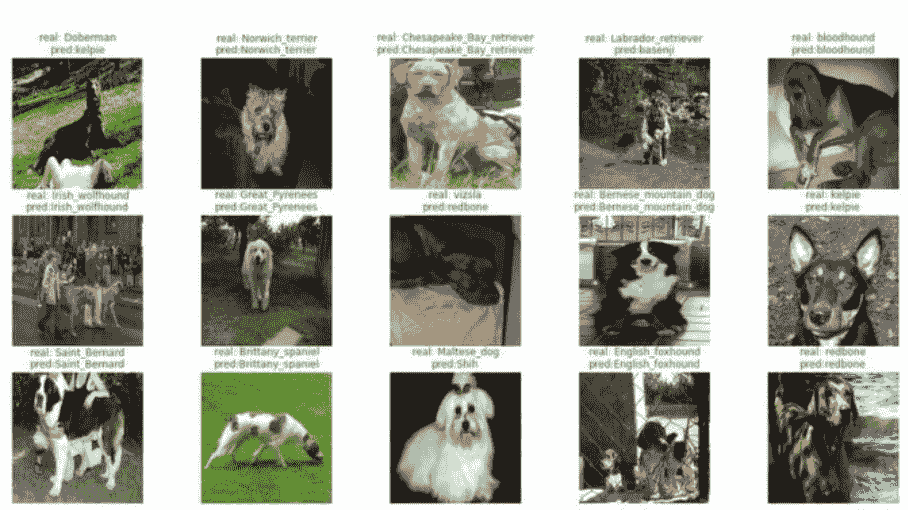 real: Doberman
pred:kelpie
real: Norwich_terrier
pred:Norwich_terrier
real: Chesapeake_Bay_retriever
pred:Chesapeake_Bay_retriever
real: Labrador_retriever
pred:basenji
real: bloodhound
pred:bloodhound
real: Irish_wolfhound
pred:Irish_wolfhound
real: Great_Pyrenees
pred:Great_Pyrenees
real: vizsla
pred:redbone
real: Bernese_mountain_dog
pred:Bernese_mountain_dog
real: kelpie
pred:kelpie
real: Saint_Bernard
pred:Saint_Bernard
real: Brittany_spaniel
pred:Brittany_spaniel
real: Maltese_dog
pred:Shih
real: English_foxhound
pred:English_foxhound
real: redbone
pred:redbone